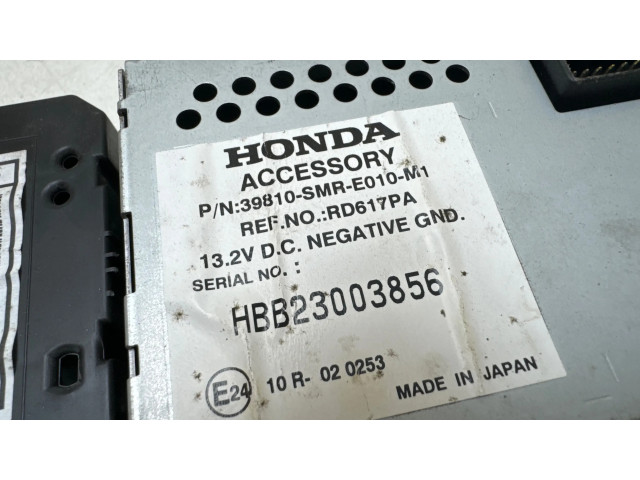 HONDA
ACCESSORY
P/N:39810-SMR-E010-M1
REF.NO.:RD617PA
13.2V D.C. NEGATIVE GND.
SERIAL NO. :
HBB23003856
E24 10 R- 02 0253
MADE IN JAPAN